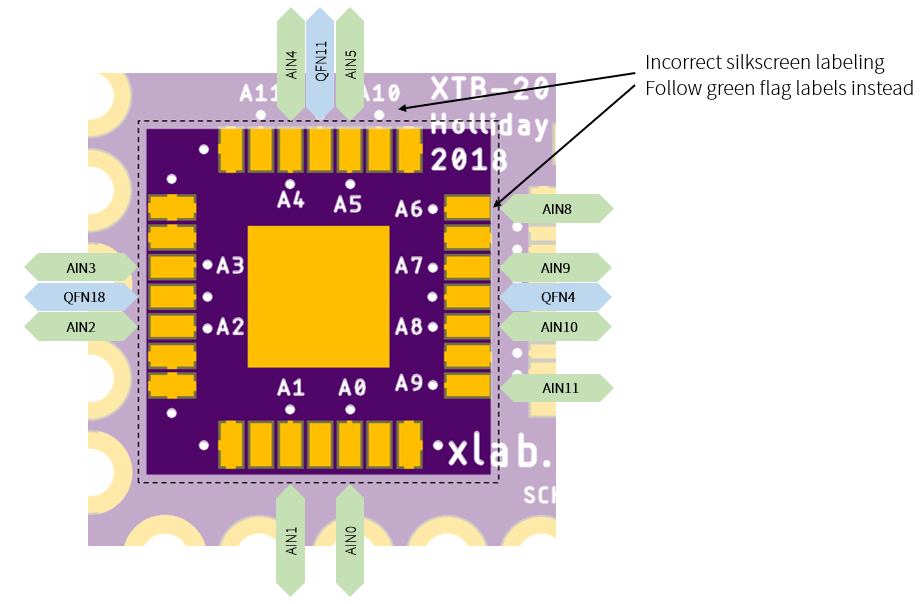 AIN4
QFN11
AIN5
Incorrect silkscreen labeling
Follow green flag labels instead
A11
A10
XTB-20
Holliday
2018
A4
A5
A6
AIN8
AIN3
A3
A7
AIN9
QFN18
QFN4
AIN2
A2
A8
AIN10
A1
A0
A9
AIN11
xlab.
SCH
AIN1
AIN0